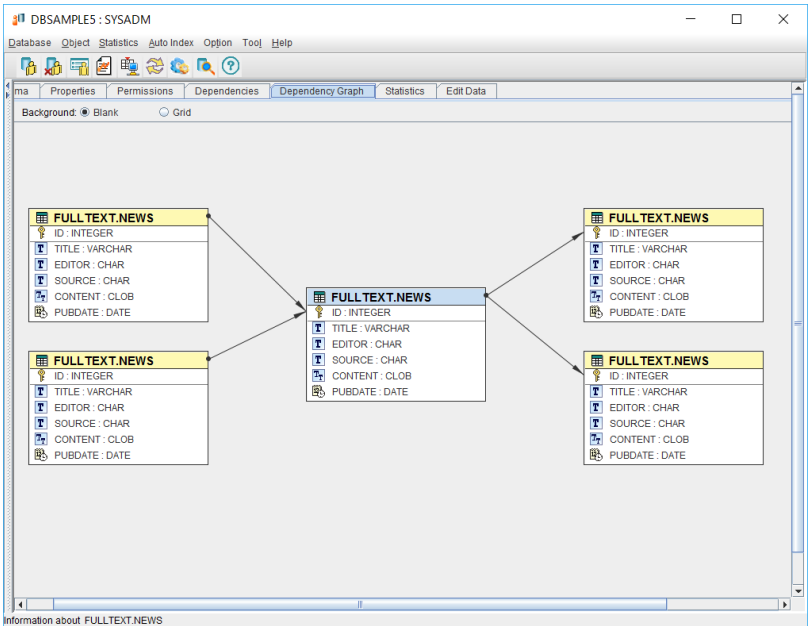 DBSAMPLE5 : SYSADM
Database Object Statistics Auto Index Option Tool Help
ma Properties Permissions Dependencies Dependency Graph Statistics Edit Data
Background: Blank Grid
FULLTEXT.NEWS
ID : INTEGER
TITLE : VARCHAR
EDITOR : CHAR
SOURCE : CHAR
CONTENT : CLOB
PUBDATE : DATE
FULLTEXT.NEWS
ID : INTEGER
TITLE : VARCHAR
EDITOR : CHAR
SOURCE : CHAR
CONTENT : CLOB
PUBDATE : DATE
FULLTEXT.NEWS
ID : INTEGER
TITLE : VARCHAR
EDITOR : CHAR
SOURCE : CHAR
CONTENT : CLOB
PUBDATE : DATE
FULLTEXT.NEWS
ID : INTEGER
TITLE : VARCHAR
EDITOR : CHAR
SOURCE : CHAR
CONTENT : CLOB
PUBDATE : DATE
FULLTEXT.NEWS
ID : INTEGER
TITLE : VARCHAR
EDITOR : CHAR
SOURCE : CHAR
CONTENT : CLOB
PUBDATE : DATE
Information about FULLTEXT.NEWS